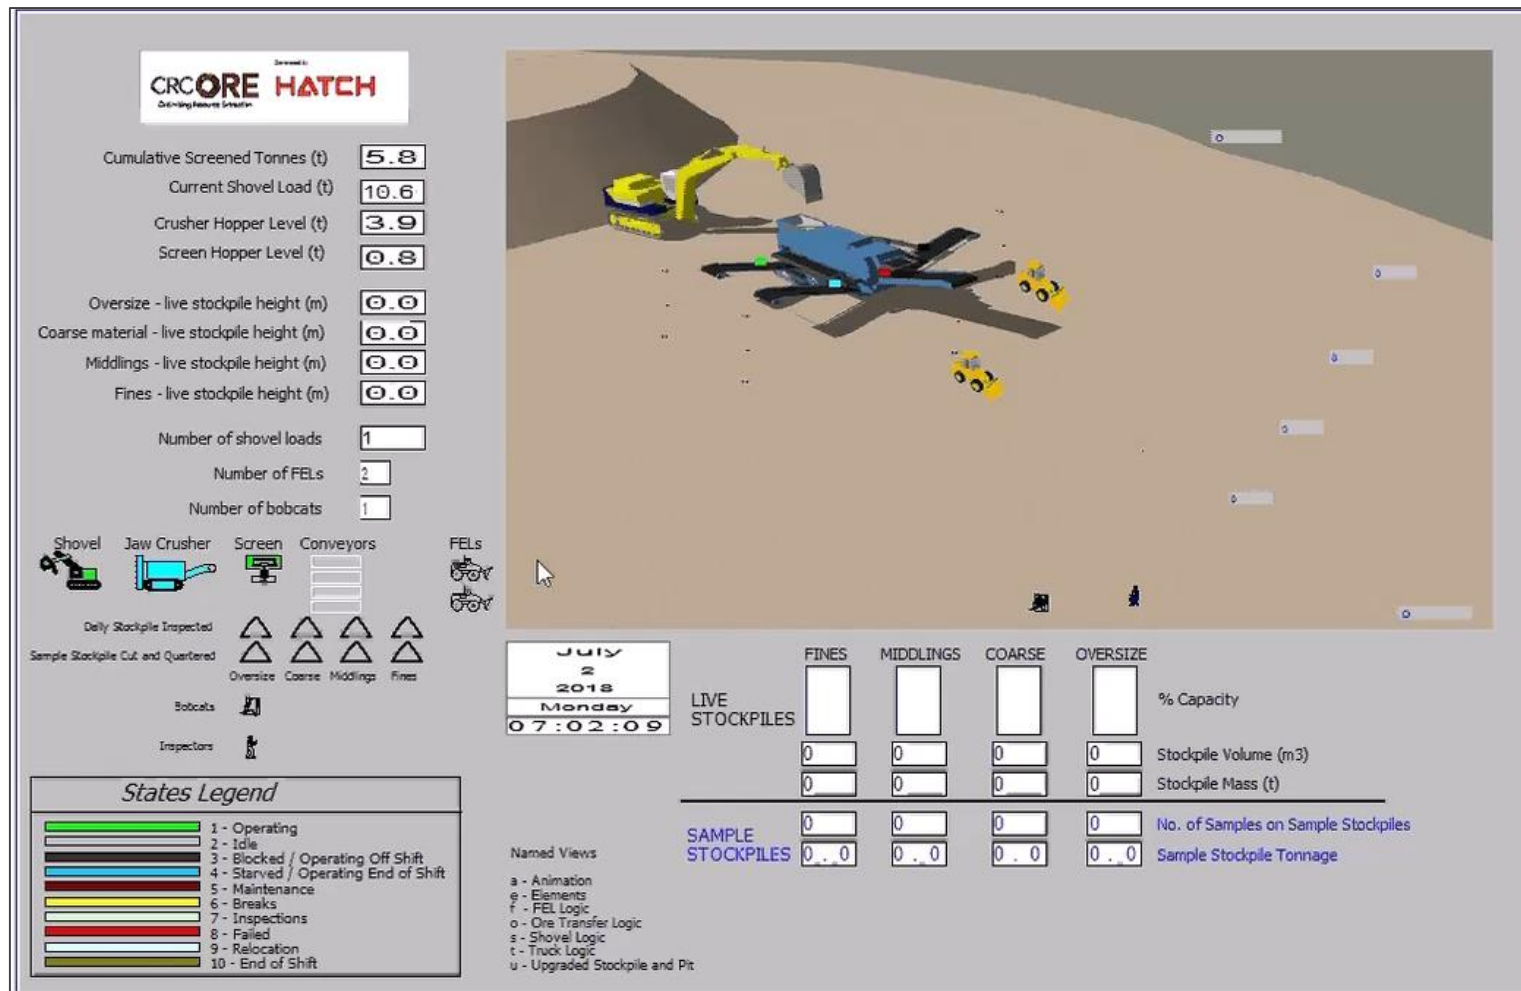 CRCORE HATCH
Cumulative Screened Tonnes (t) 5.8
Current Shovel Load (t) 10.6
Crusher Hopper Level (t) 3.9
Screen Hopper Level (t) 0.8
Oversize - live stockpile height (m) 0.0
Coarse material - live stockpile height (m) 0.0
Middlings - live stockpile height (m) 0.0
Fines - live stockpile height (m) 0.0
Number of shovel loads 1
Number of FELs 2
Number of bobcats 1
Shovel Jaw Crusher Screen Conveyors FELs
Daily Stockpile Inspected
Sample Stockpile Cut and Quartered
Oversize Coarse Middlings Fines
Bobcats
Inspectors
States Legend
1 - Operating
2 - Idle
3 - Blocked / Operating Off Shift
4 - Starved / Operating End of Shift
5 - Maintenance
6 - Breaks
7 - Inspections
8 - Failed
9 - Relocation
10 - End of Shift
July
2
2018
Monday
07:02:09
Named Views
a - Animation
e - Elements
f - FEL Logic
o - Ore Transfer Logic
s - Shovel Logic
t - Truck Logic
u - Upgraded Stockpile and Pit
FINES MIDDLINGS COARSE OVERSIZE
LIVE STOCKPILES % Capacity
0 0 0 0 Stockpile Volume (m3)
0 0 0 0 Stockpile Mass (t)
SAMPLE STOCKPILES
0 0 0 0 No. of Samples on Sample Stockpiles
0.0 0.0 0.0 0.0 Sample Stockpile Tonnage